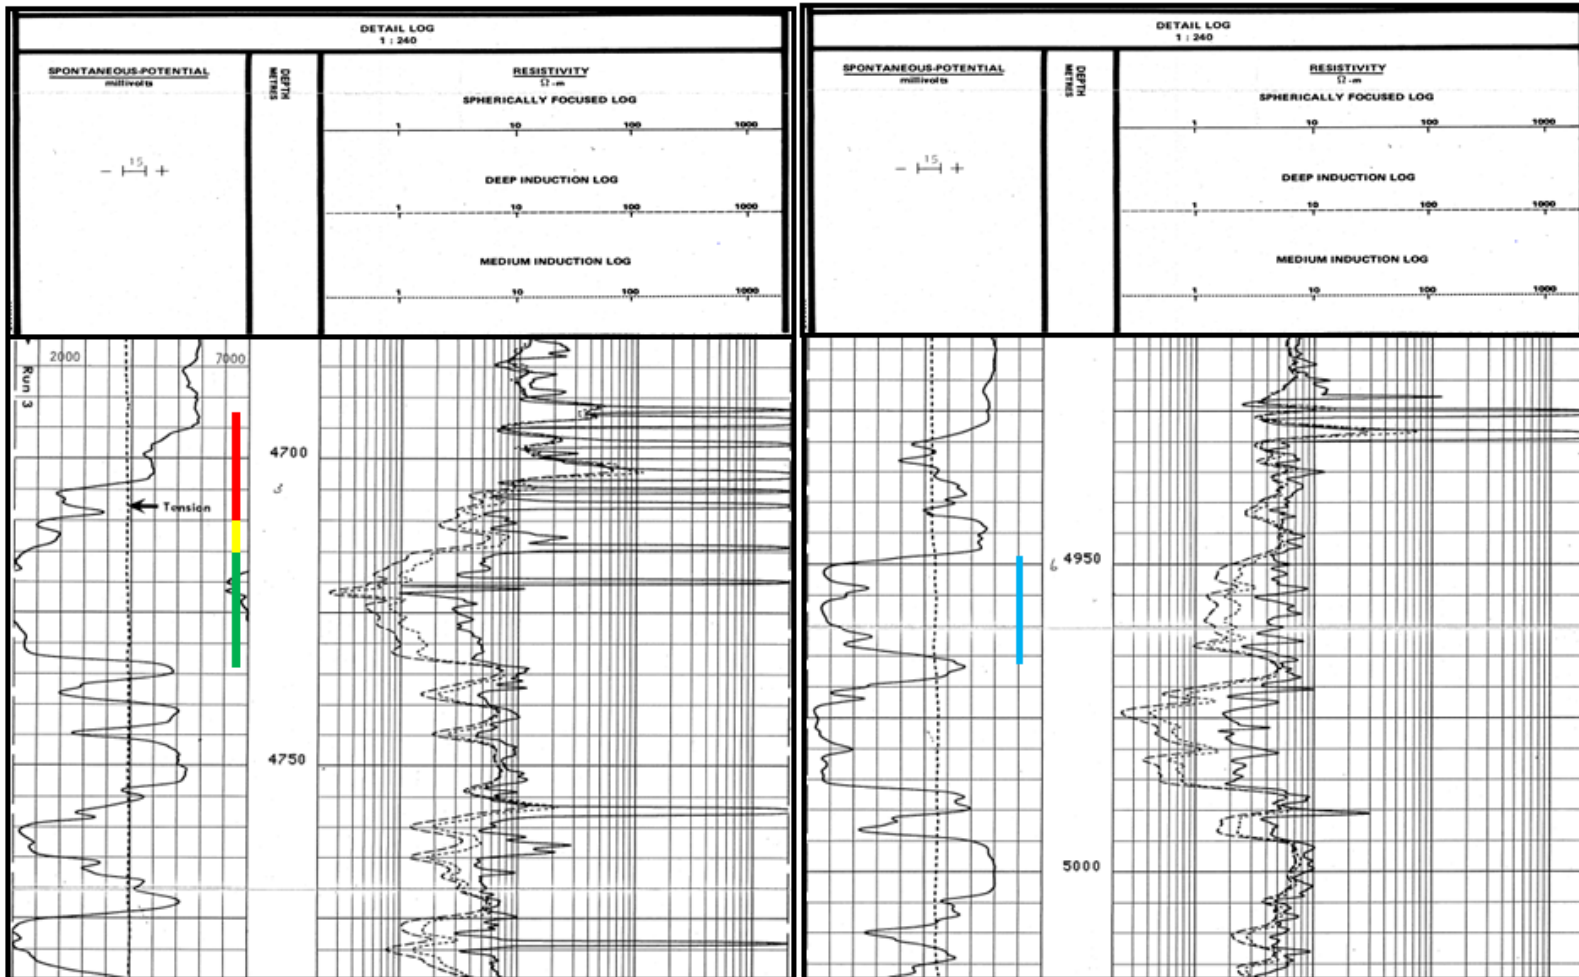 DETAIL LOG
1 : 240
SPONTANEOUS-POTENTIAL
millivolts
- 15 +
DEPTH
METRES
RESISTIVITY
Ω-m
SPHERICALLY FOCUSED LOG
1 10 100 1000
DEEP INDUCTION LOG
1 10 100 1000
MEDIUM INDUCTION LOG
1 10 100 1000
2000 7000
Run 3
4700
Tension
4750
DETAIL LOG
1 : 240
SPONTANEOUS-POTENTIAL
millivolts
- 15 +
DEPTH
METRES
RESISTIVITY
Ω-m
SPHERICALLY FOCUSED LOG
1 10 100 1000
DEEP INDUCTION LOG
1 10 100 1000
MEDIUM INDUCTION LOG
1 10 100 1000
4950
5000